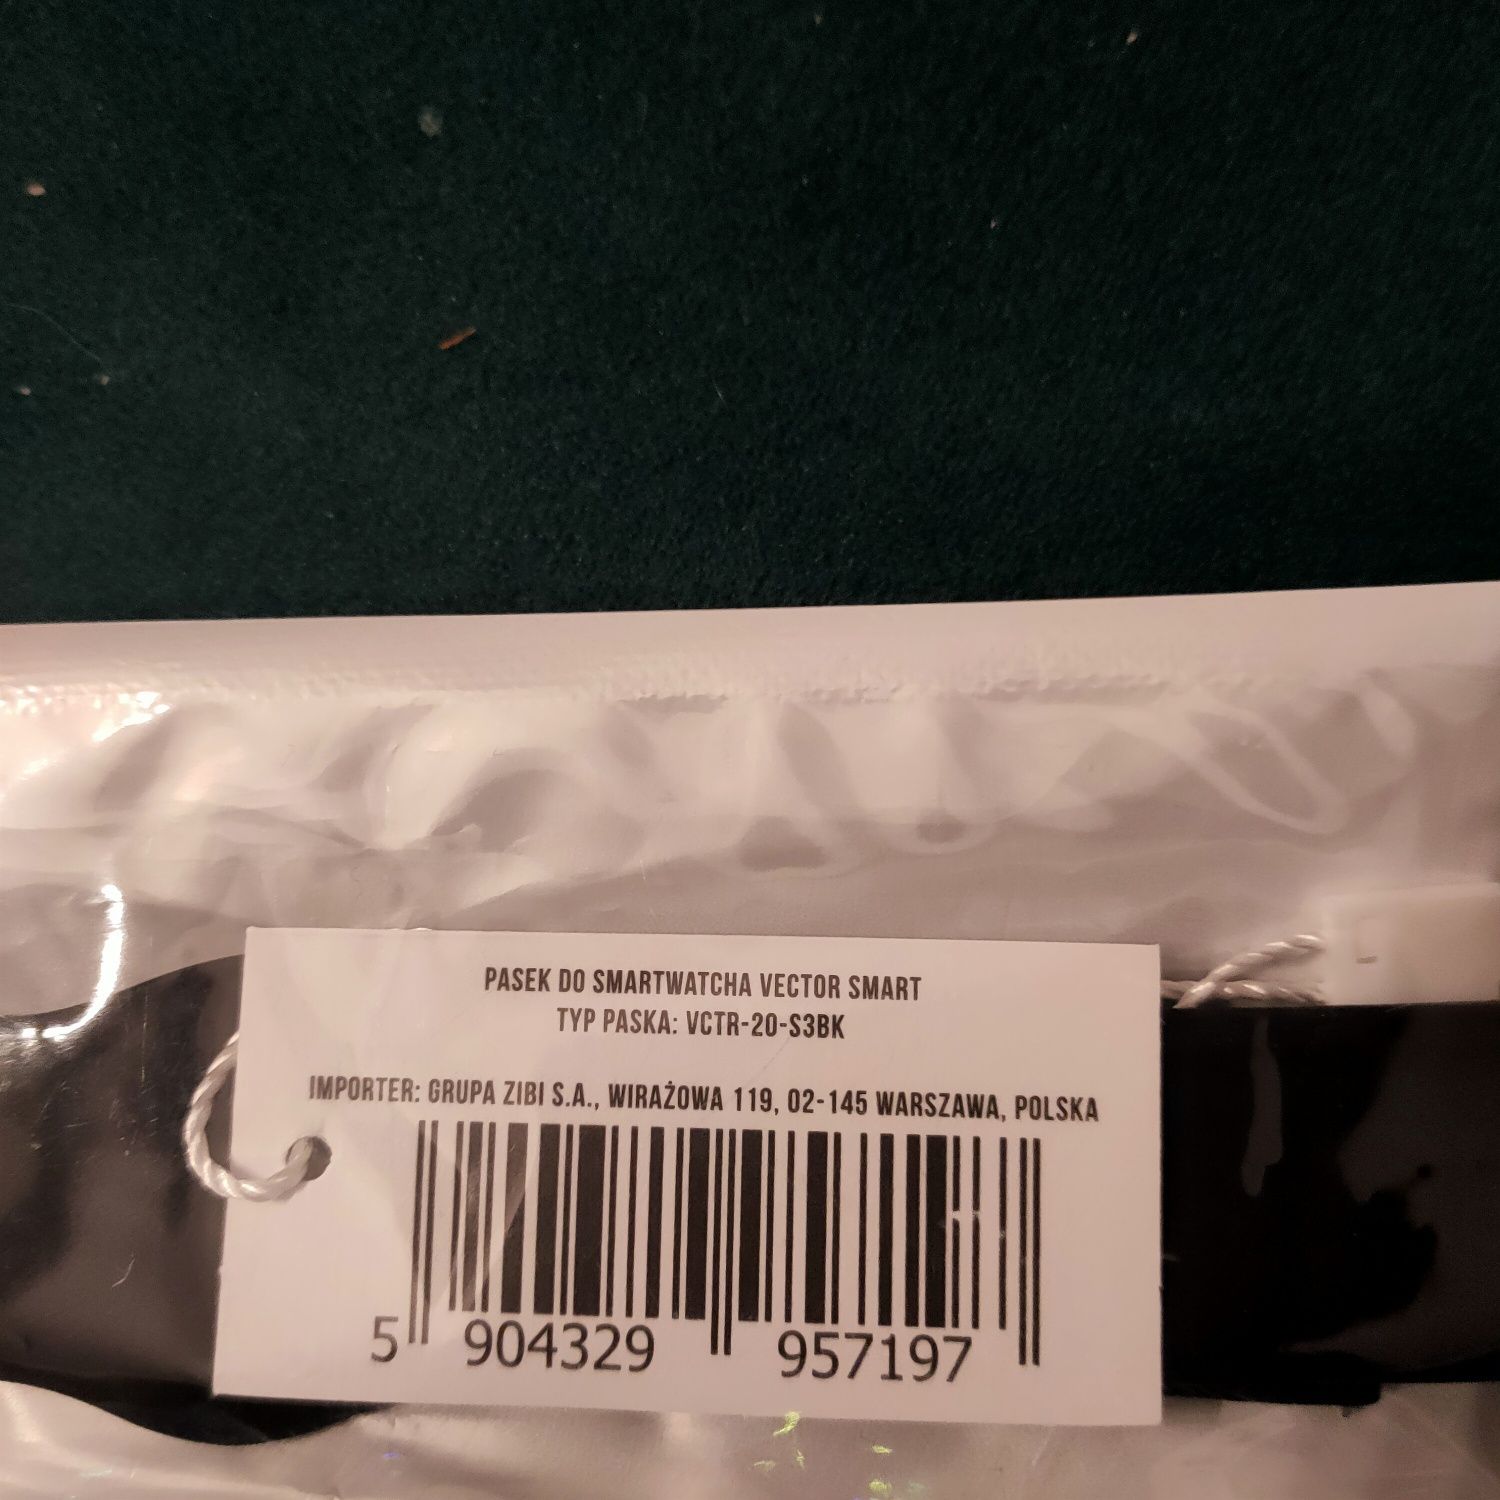 PASEK DO SMARTWATCHA VECTOR SMART
TYP PASKA: VCTR-20-S3BK
IMPORTER: GRUPA ZIBI S.A., WIRAŻOWA 119, 02-145 WARSZAWA, POLSKA
5 904329 957197